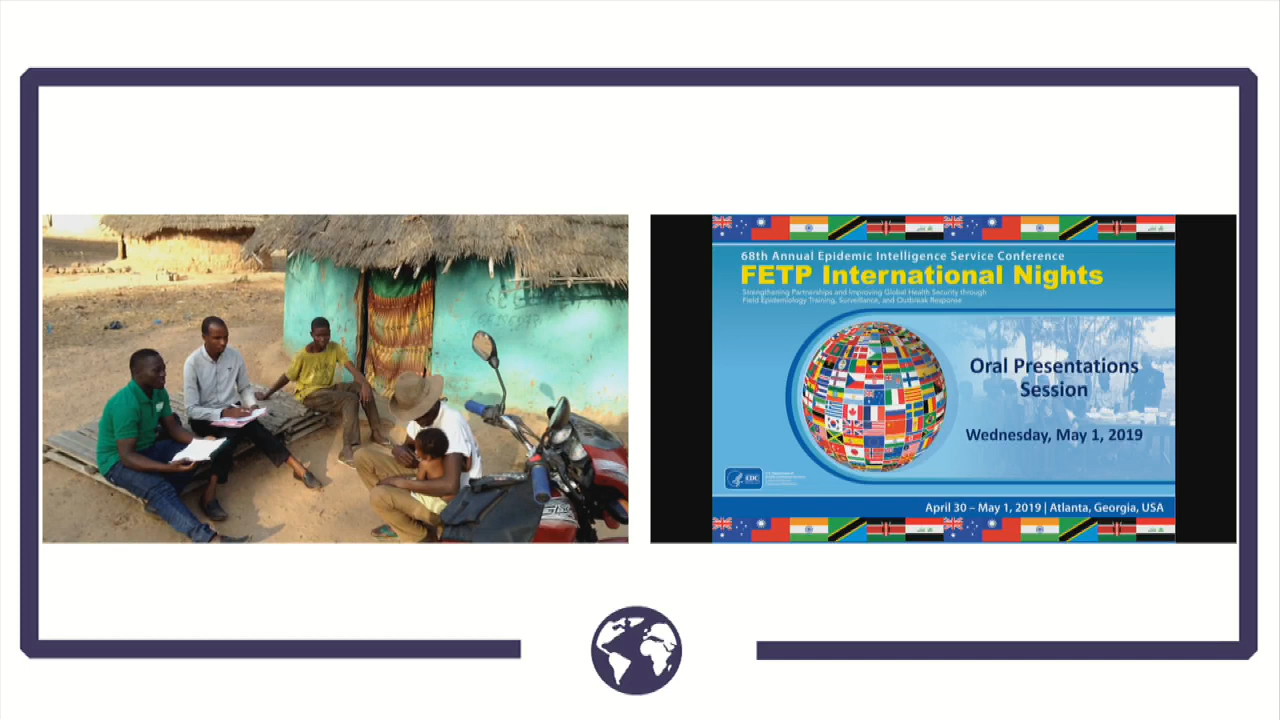 68th Annual Epidemic Intelligence Service Conference
FETP International Nights
Strengthening Partnerships and Improving Global Health Security through
Field Epidemiology Training, Surveillance, and Outbreak Response
Oral Presentations
Session
Wednesday, May 1, 2019
CDC
April 30 – May 1, 2019 | Atlanta, Georgia, USA